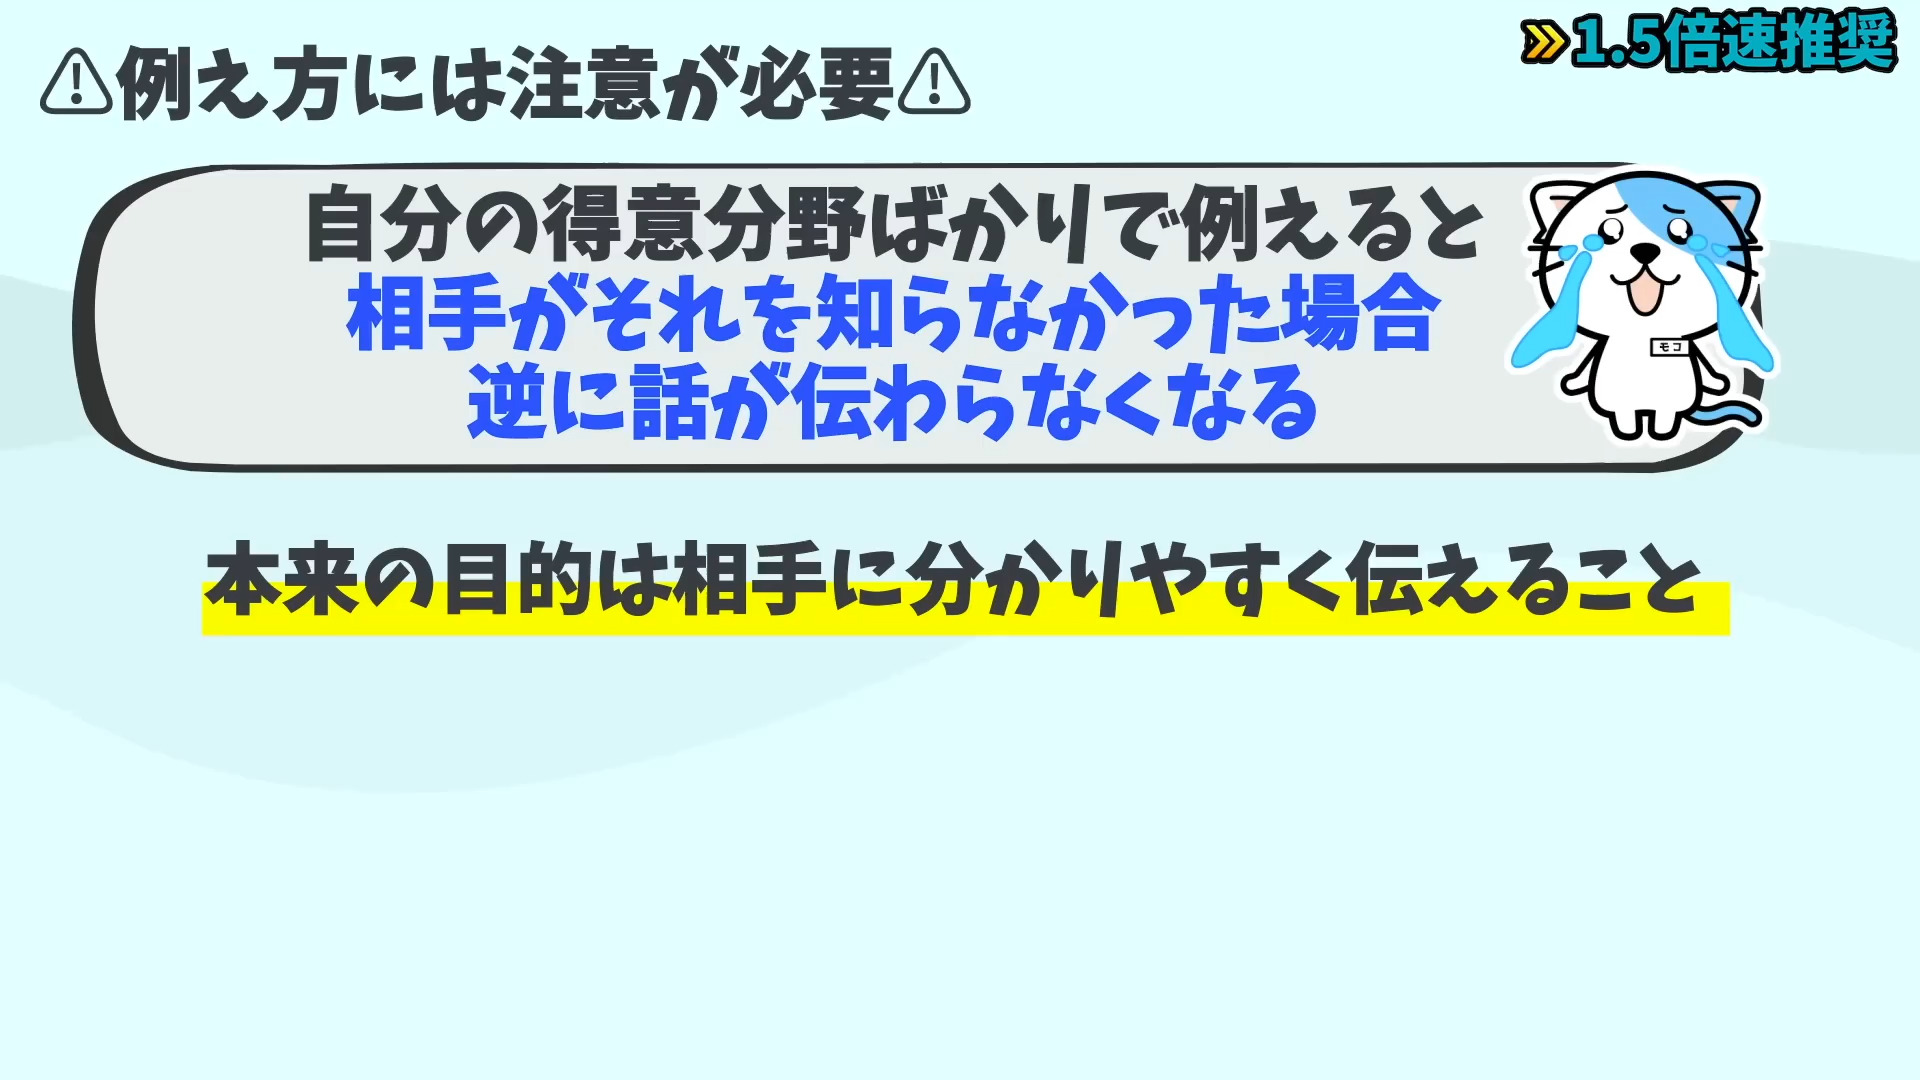 ⚠例え方には注意が必要⚠
1.5倍速推奨
自分の得意分野ばかりで例えると
相手がそれを知らなかった場合
逆に話が伝わらなくなる
モコ
本来の目的は相手に分かりやすく伝えること